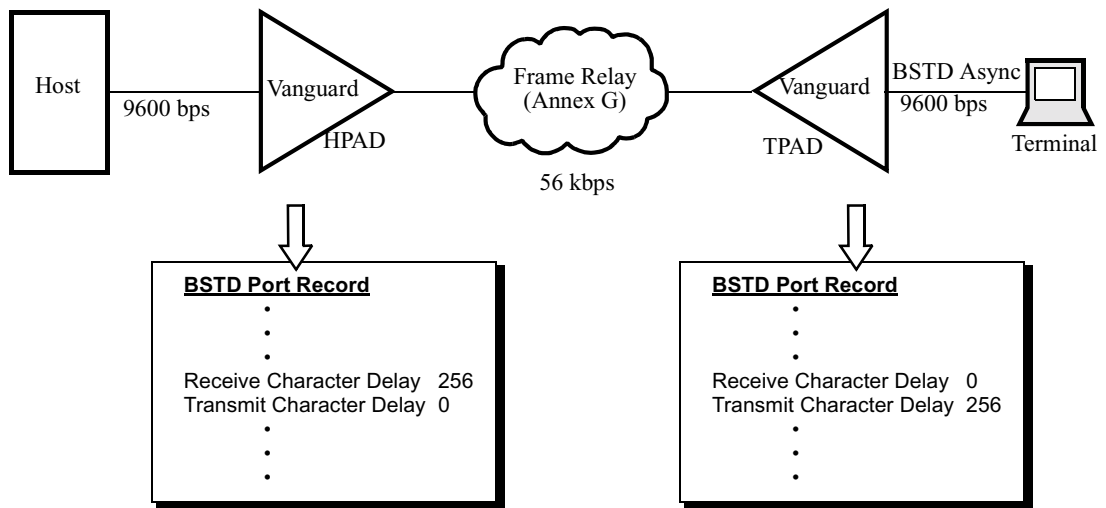 Host
9600 bps
Vanguard
HPAD
Frame Relay
(Annex G)
56 kbps
Vanguard
TPAD
BSTD Async
9600 bps
Terminal
BSTD Port Record
Receive Character Delay 256
Transmit Character Delay 0
BSTD Port Record
Receive Character Delay 0
Transmit Character Delay 256